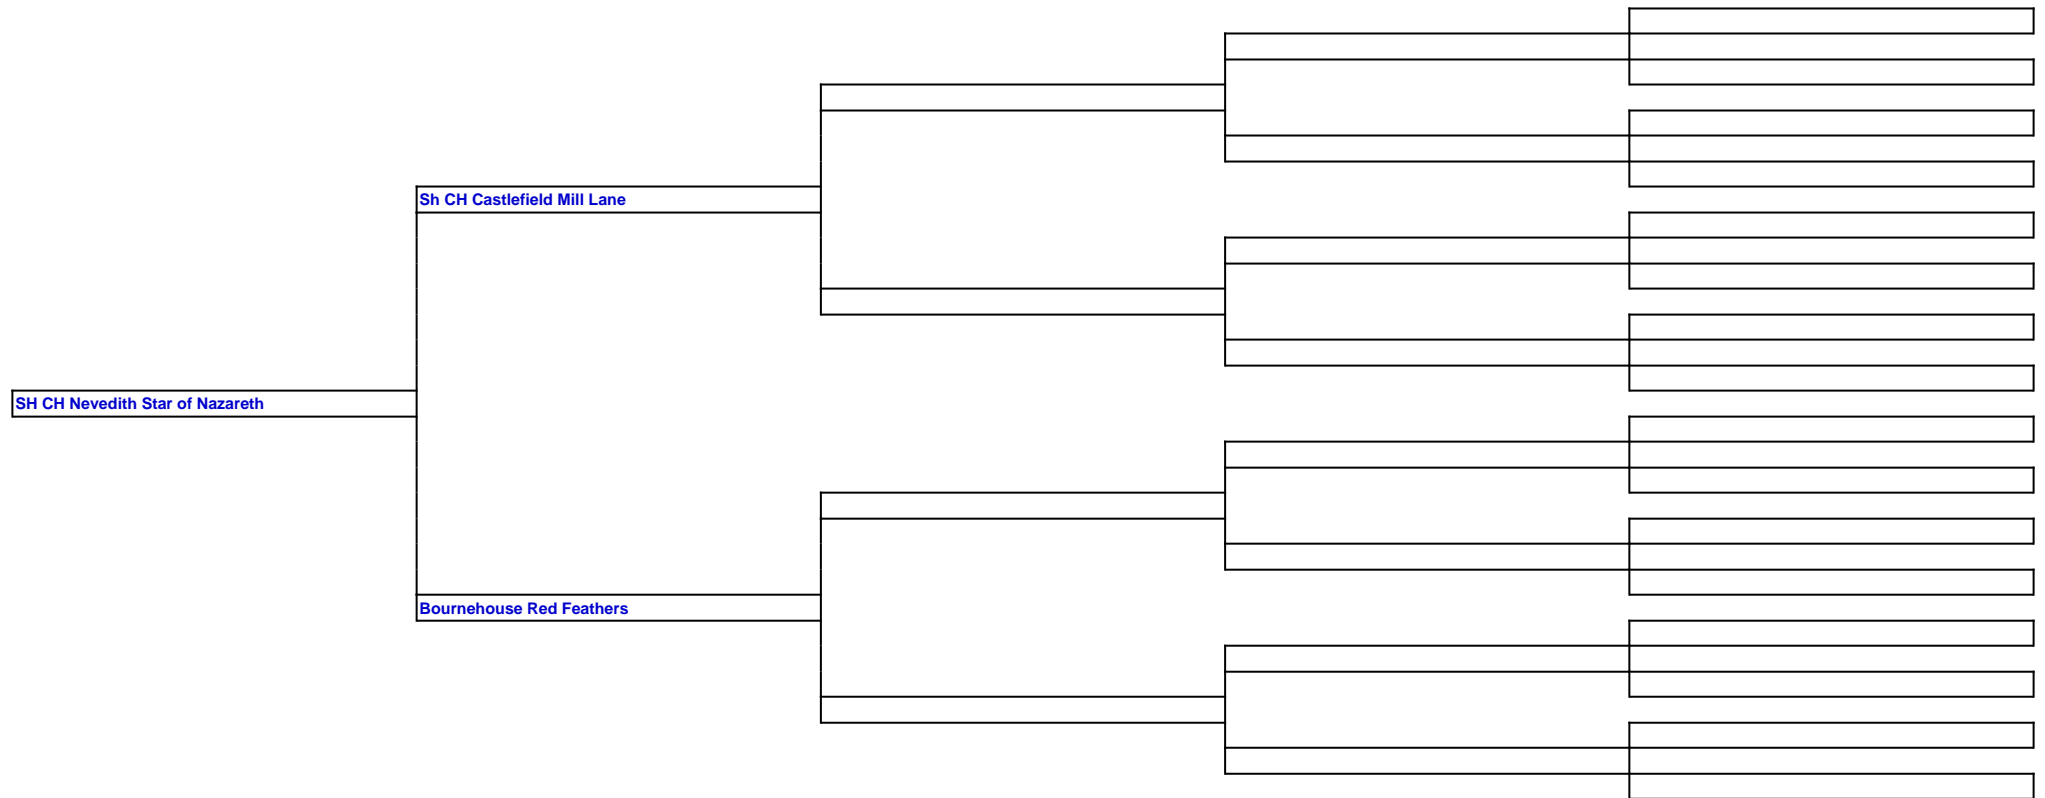 Sh CH Castlefield Mill Lane
SH CH Nevedith Star of Nazareth
Bournehouse Red Feathers